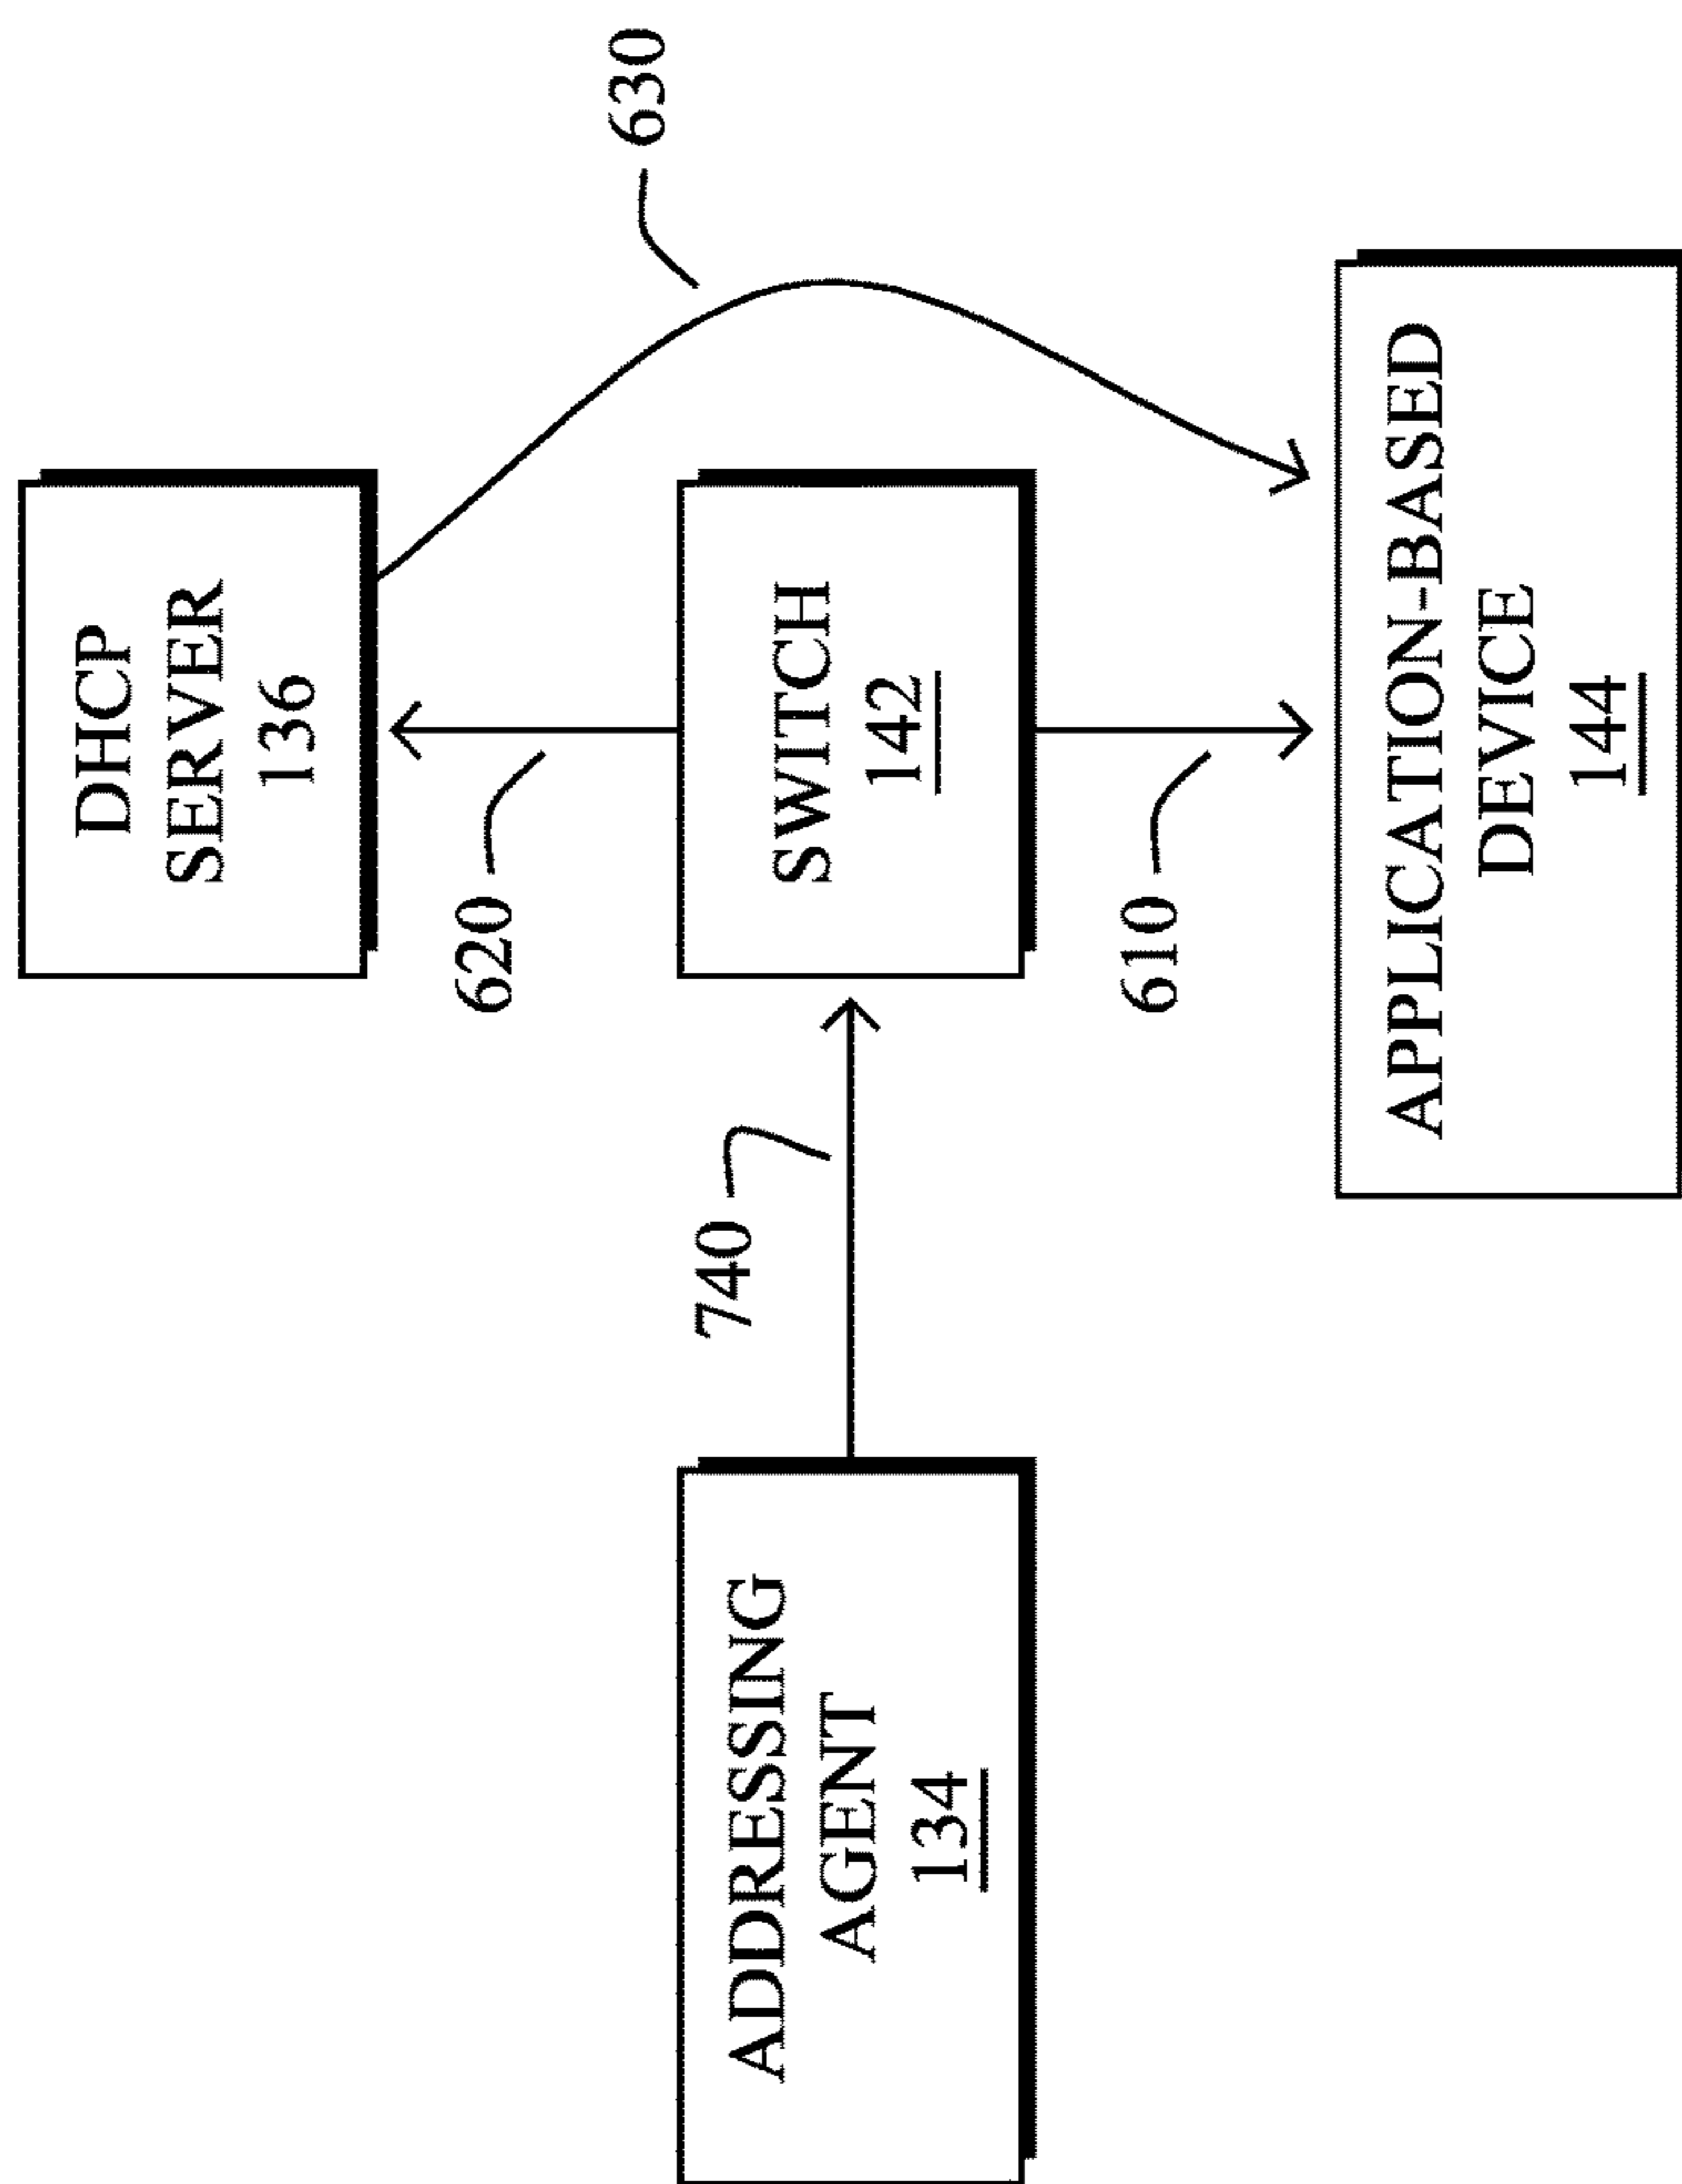 DHCP
SERVER
136
630
620
SWITCH
142
610
740
APPLICATION-BASED
DEVICE
144
ADDRESSING
AGENT
134